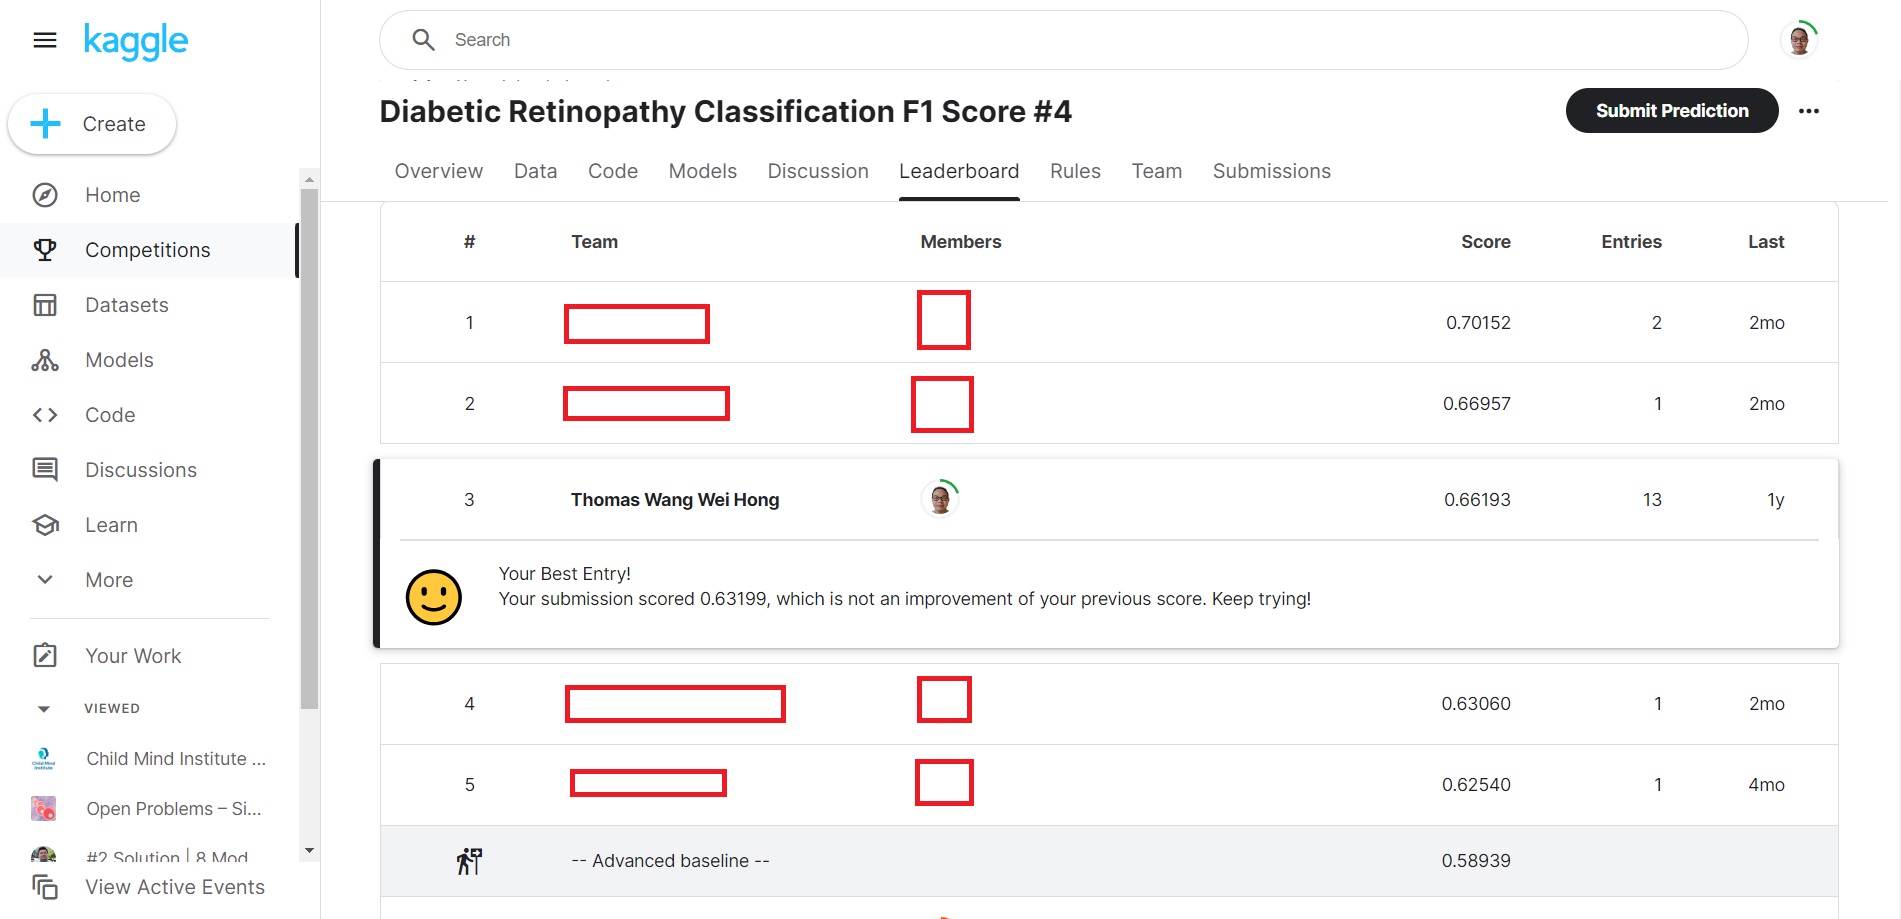 kaggle
Search
Create
Home
Competitions
Datasets
Models
Code
Discussions
Learn
More
Your Work
VIEWED
Child Mind Institute ...
Open Problems – Si...
#2 Solution | 8 Mod
View Active Events
Diabetic Retinopathy Classification F1 Score #4
Submit Prediction
Overview Data Code Models Discussion Leaderboard Rules Team Submissions
# Team Members Score Entries Last
1 0.70152 2 2mo
2 0.66957 1 2mo
3 Thomas Wang Wei Hong 0.66193 13 1y
Your Best Entry!
Your submission scored 0.63199, which is not an improvement of your previous score. Keep trying!
4 0.63060 1 2mo
5 0.62540 1 4mo
-- Advanced baseline -- 0.58939